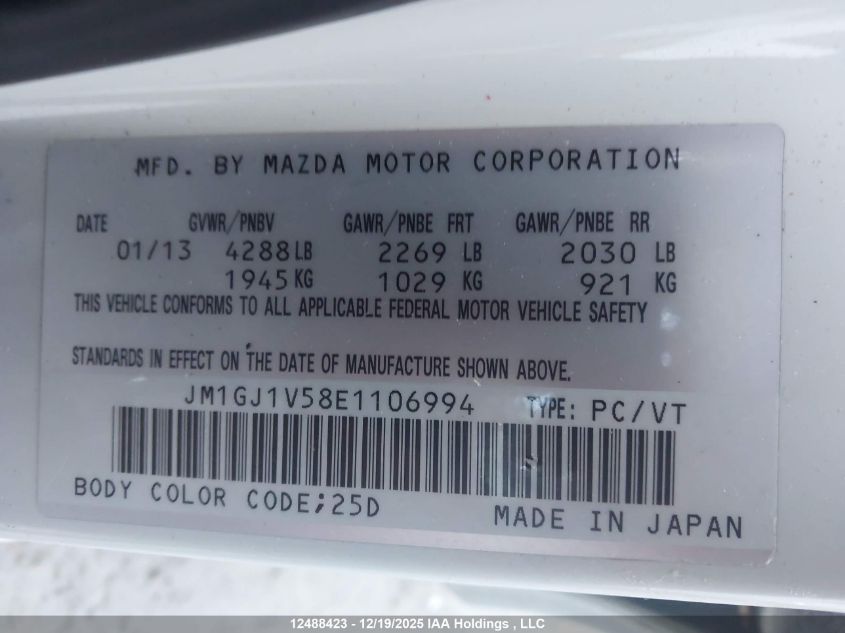 MFD. BY MAZDA MOTOR CORPORATION
DATE GVWR/PNBV GAWR/PNBE FRT GAWR/PNBE RR
01/13 4288LB 2269 LB 2030 LB
1945KG 1029 KG 921 KG
THIS VEHICLE CONFORMS TO ALL APPLICABLE FEDERAL MOTOR VEHICLE SAFETY
STANDARDS IN EFFECT ON THE DATE OF MANUFACTURE SHOWN ABOVE.
JM1GJ1V58E1106994 TYPE: PC/VT
BODY COLOR CODE;25D
MADE IN JAPAN
12488423 - 12/19/2025 IAA Holdings , LLC